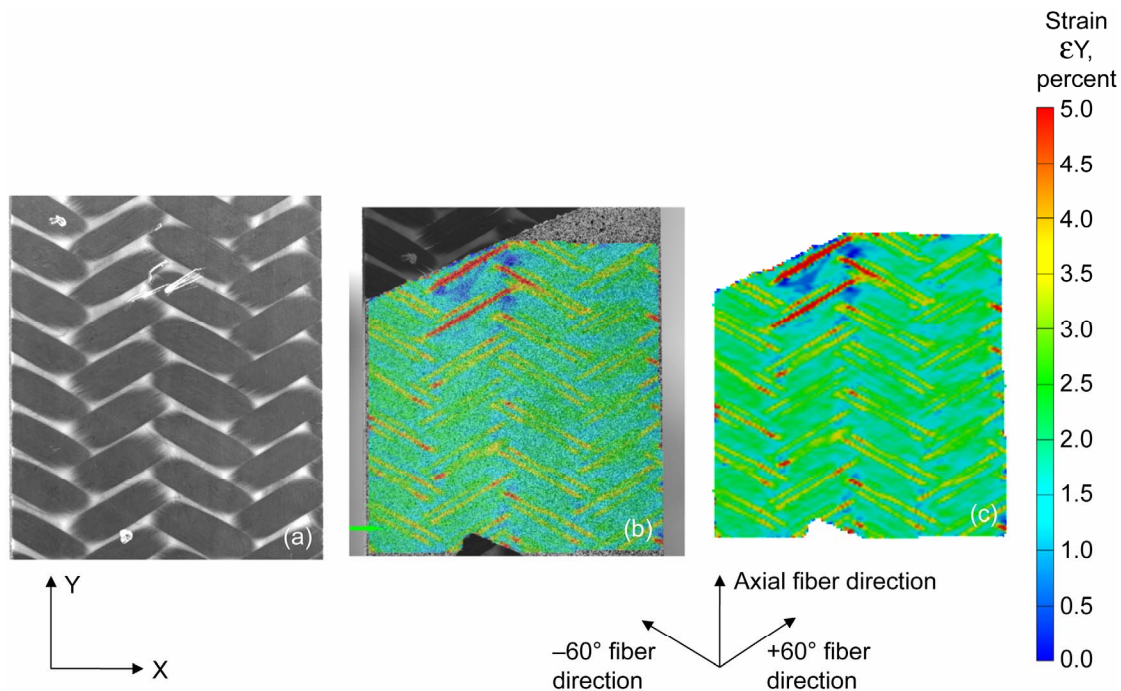 Strain
εY,
percent
5.0
4.5
4.0
3.5
3.0
2.5
2.0
1.5
1.0
0.5
0.0
(a)
(b)
(c)
Y
X
Axial fiber direction
–60° fiber
direction
+60° fiber
direction